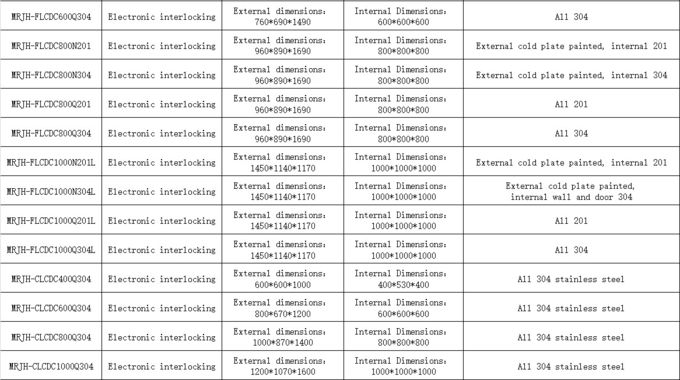 MRJH-FLCDC600Q304 Electronic interlocking External dimensions: 760*690*1490 Internal Dimensions: 600*600*600 All 304
MRJH-FLCDC800N201 Electronic interlocking External dimensions: 960*890*1690 Internal Dimensions: 800*800*800 External cold plate painted, internal 201
MRJH-FLCDC800N304 Electronic interlocking External dimensions: 960*890*1690 Internal Dimensions: 800*800*800 External cold plate painted, internal 304
MRJH-FLCDC800Q201 Electronic interlocking External dimensions: 960*890*1690 Internal Dimensions: 800*800*800 All 201
MRJH-FLCDC800Q304 Electronic interlocking External dimensions: 960*890*1690 Internal Dimensions: 800*800*800 All 304
MRJH-FLCDC1000N201L Electronic interlocking External dimensions: 1450*1140*1170 Internal Dimensions: 1000*1000*1000 External cold plate painted, internal 201
MRJH-FLCDC1000N304L Electronic interlocking External dimensions: 1450*1140*1170 Internal Dimensions: 1000*1000*1000 External cold plate painted, internal wall and door 304
MRJH-FLCDC1000Q201L Electronic interlocking External dimensions: 1450*1140*1170 Internal Dimensions: 1000*1000*1000 All 201
MRJH-FLCDC1000Q304L Electronic interlocking External dimensions: 1450*1140*1170 Internal Dimensions: 1000*1000*1000 All 304
MRJH-CLCDC400Q304 Electronic interlocking External dimensions: 600*600*1000 Internal Dimensions: 400*530*400 All 304 stainless steel
MRJH-CLCDC600Q304 Electronic interlocking External dimensions: 800*670*1200 Internal Dimensions: 600*600*600 All 304 stainless steel
MRJH-CLCDC800Q304 Electronic interlocking External dimensions: 1000*870*1400 Internal Dimensions: 800*800*800 All 304 stainless steel
MRJH-CLCDC1000Q304 Electronic interlocking External dimensions: 1200*1070*1600 Internal Dimensions: 1000*1000*1000 All 304 stainless steel